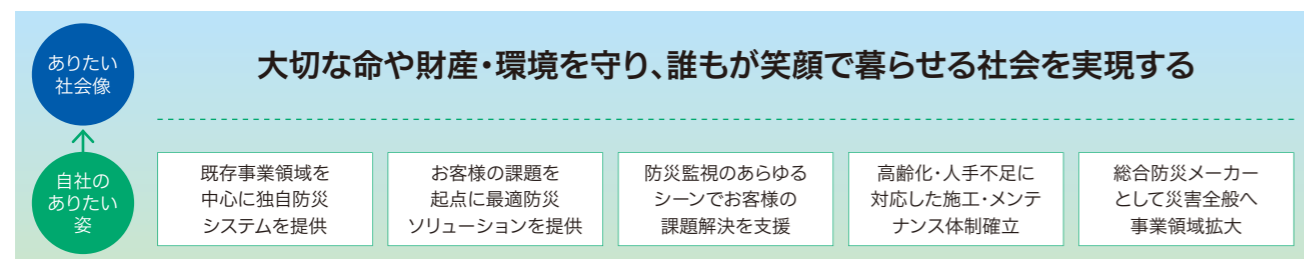 ありたい
社会像
大切な命や財産・環境を守り、誰もが笑顔で暮らせる社会を実現する
自社の
ありたい
姿
既存事業領域を
中心に独自防災
システムを提供
お客様の課題を
起点に最適防災
ソリューションを提供
防災監視のあらゆる
シーンでお客様の
課題解決を支援
高齢化・人手不足に
対応した施工・メンテ
ナンス体制確立
総合防災メーカー
として災害全般へ
事業領域拡大